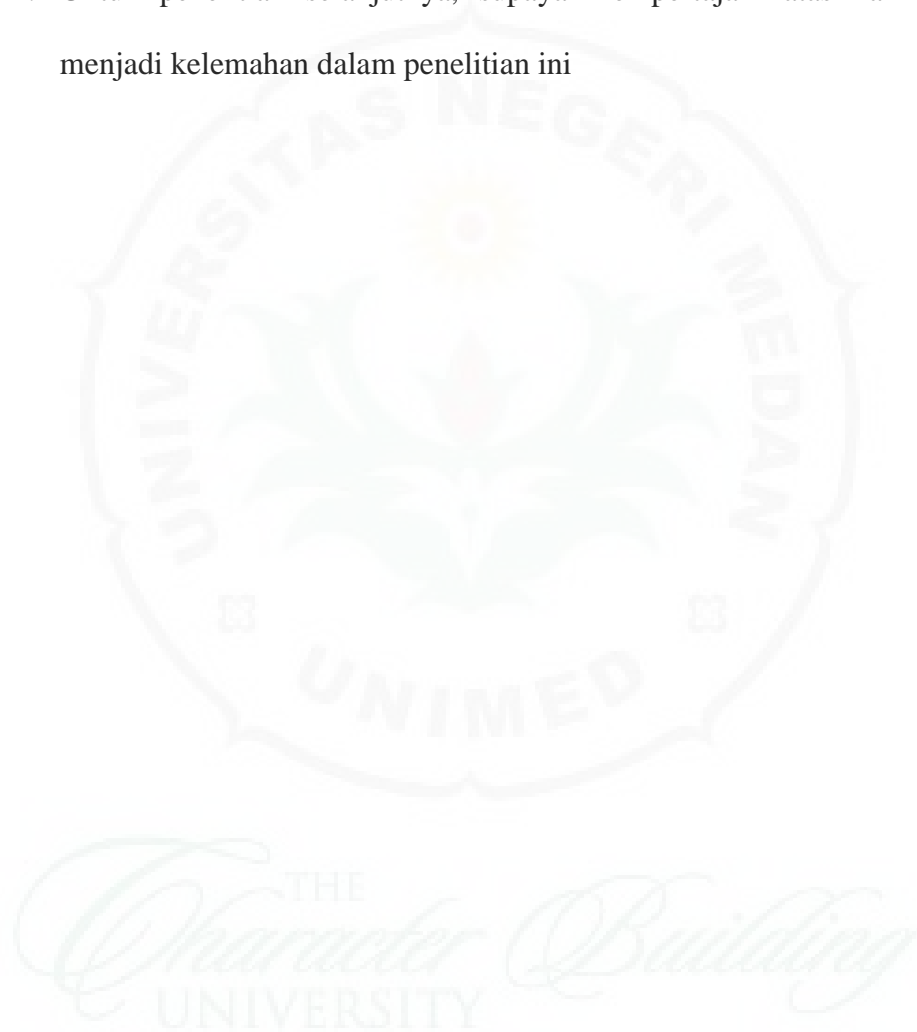 menjadi kelemahan dalam penelitian ini
UNIVERSITAS NEGERI MEDAN
UNIMED
THE
Character Building
UNIVERSITY